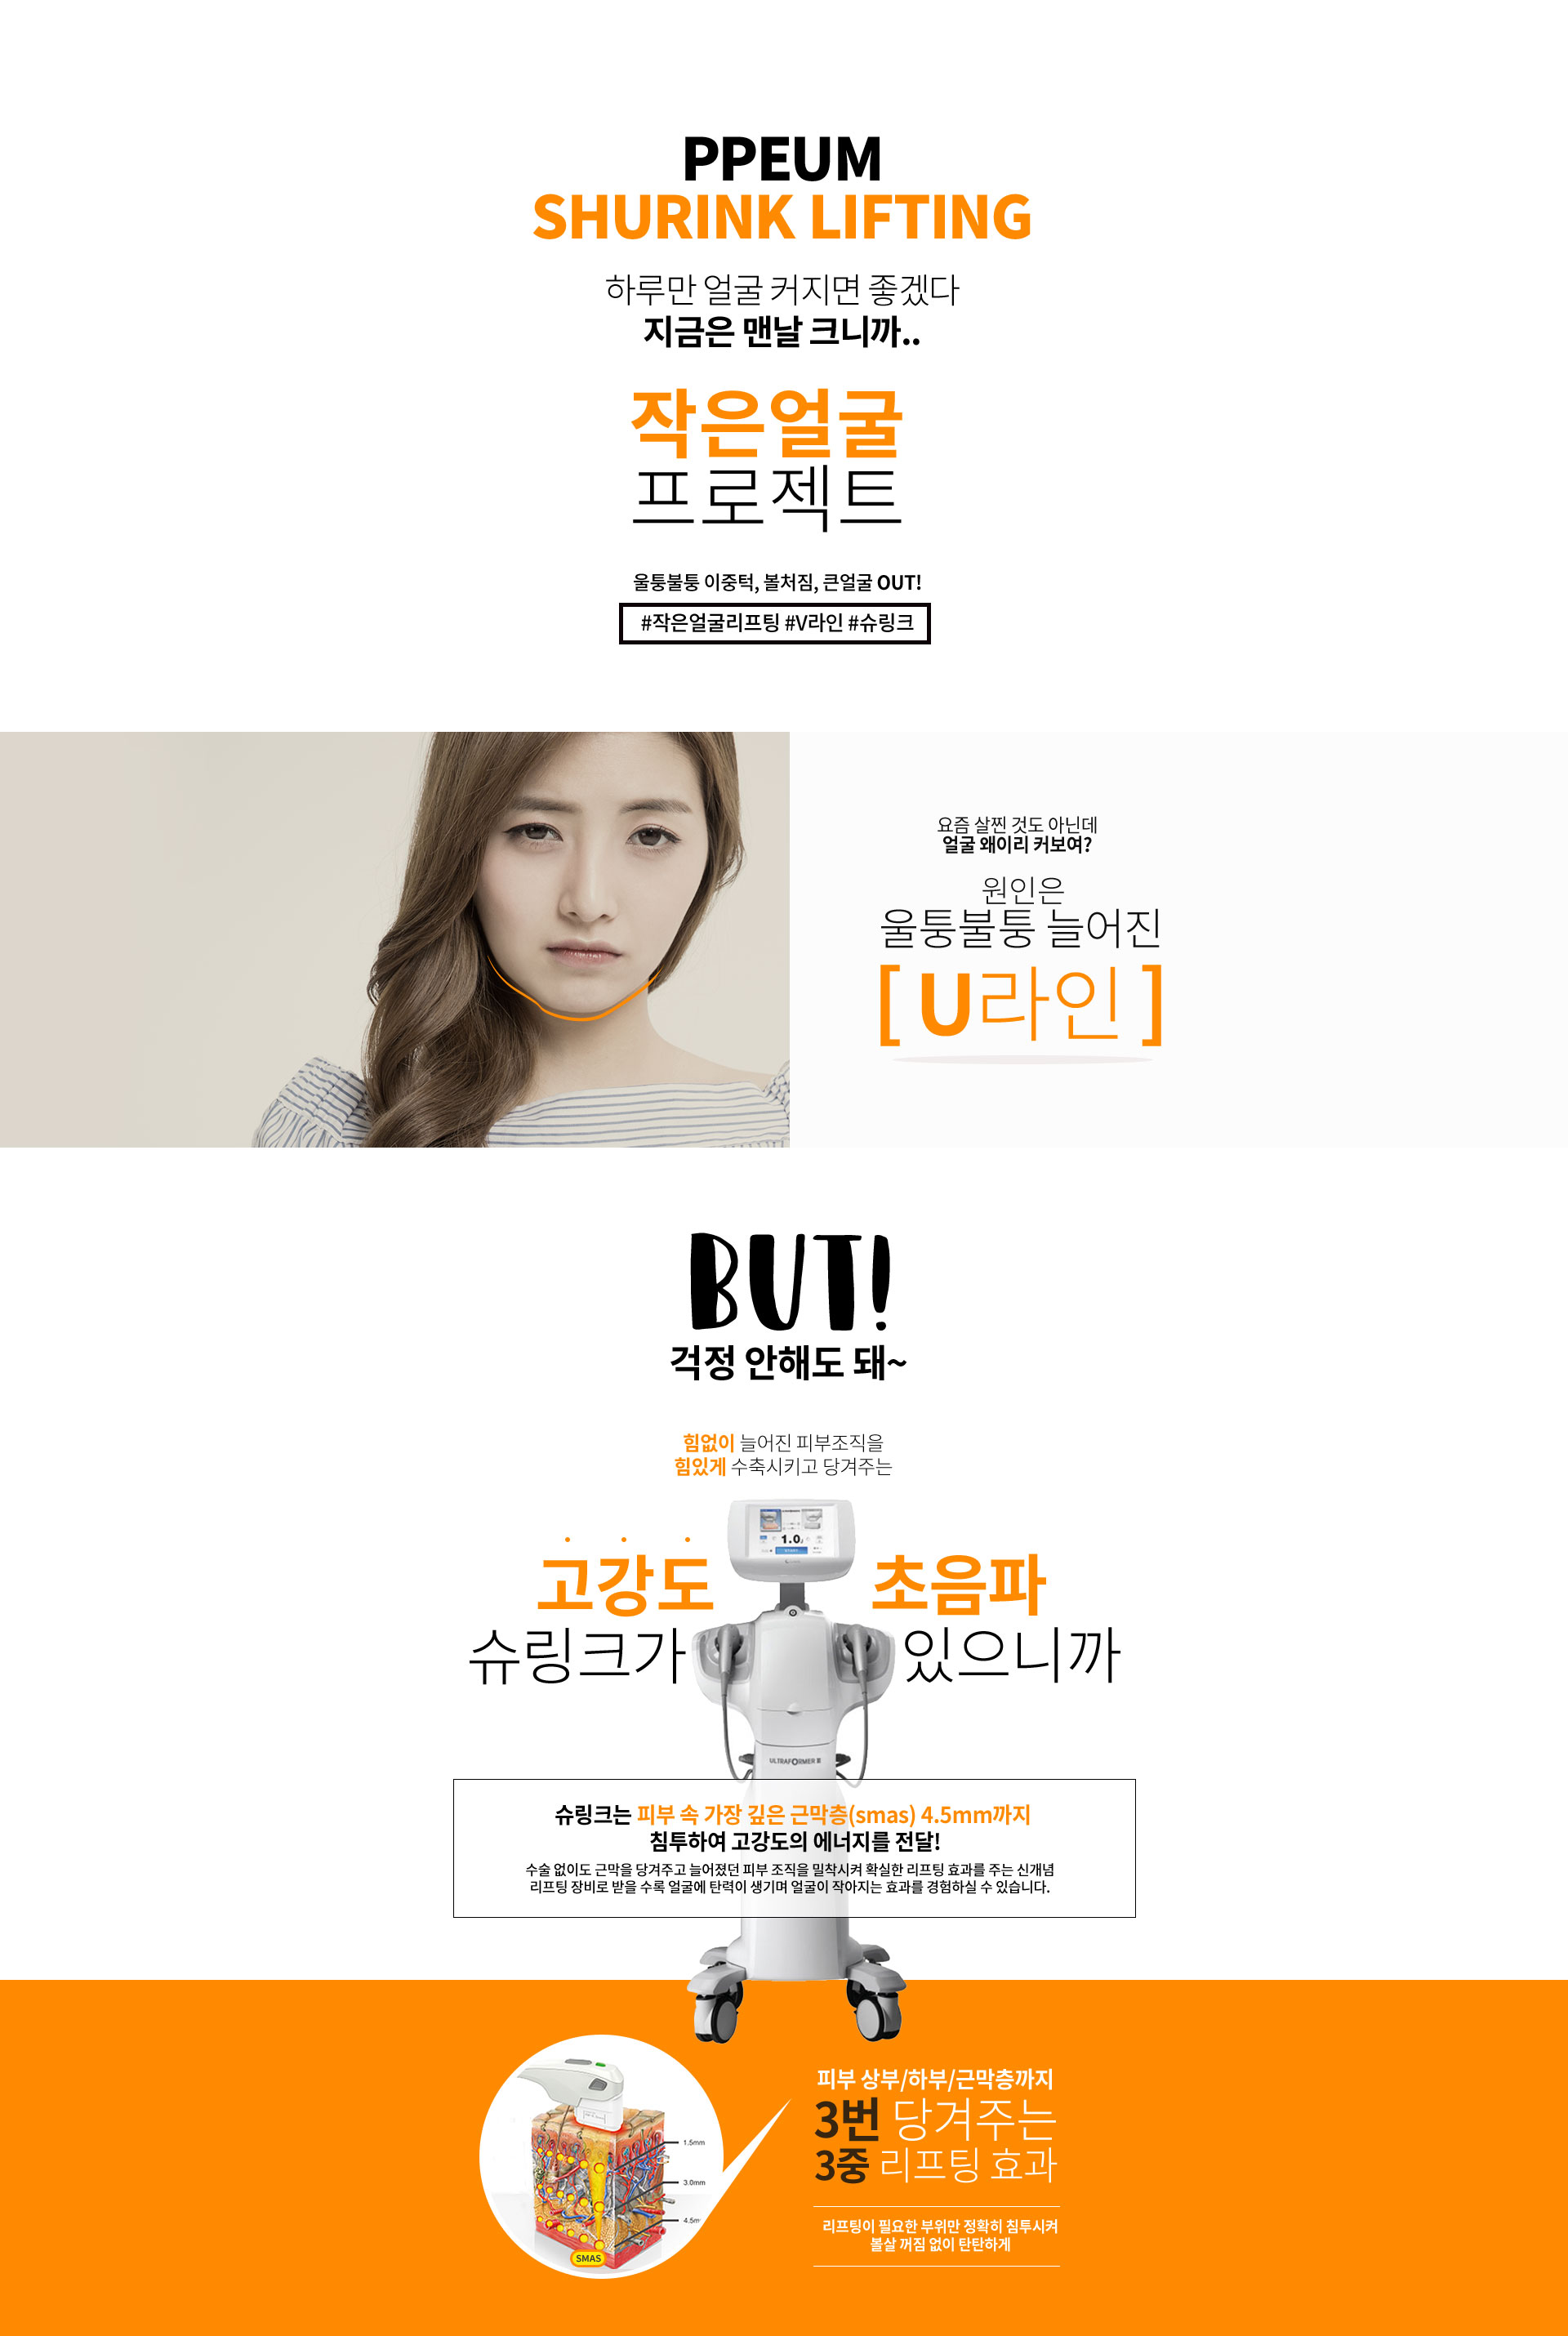 PPEUM
SHURINK LIFTING
하루만 얼굴 커지면 좋겠다
지금은 맨날 크니까..
작은얼굴
프로젝트
울퉁불퉁 이중턱, 볼처짐, 큰얼굴 OUT!
#작은얼굴리프팅 #V라인 #슈링크
요즘 살찐 것도 아닌데
얼굴 왜이리 커보여?
원인은
울퉁불퉁 늘어진
[ U라인 ]
BUT!
걱정 안해도 돼~
힘없이 늘어진 피부조직을
힘있게 수축시키고 당겨주는
1.0
고강도 초음파
슈링크가 있으니까
ULTRAFORMER III
슈링크는 피부 속 가장 깊은 근막층(smas) 4.5mm까지
침투하여 고강도의 에너지를 전달!
수술 없이도 근막을 당겨주고 늘어졌던 피부 조직을 밀착시켜 확실한 리프팅 효과를 주는 신개념
리프팅 장비로 받을 수록 얼굴에 탄력이 생기며 얼굴이 작아지는 효과를 경험하실 수 있습니다.
1.5mm
3.0mm
4.5m
SMAS
피부 상부/하부/근막층까지
3번 당겨주는
3중 리프팅 효과
리프팅이 필요한 부위만 정확히 침투시켜
볼살 꺼짐 없이 탄탄하게